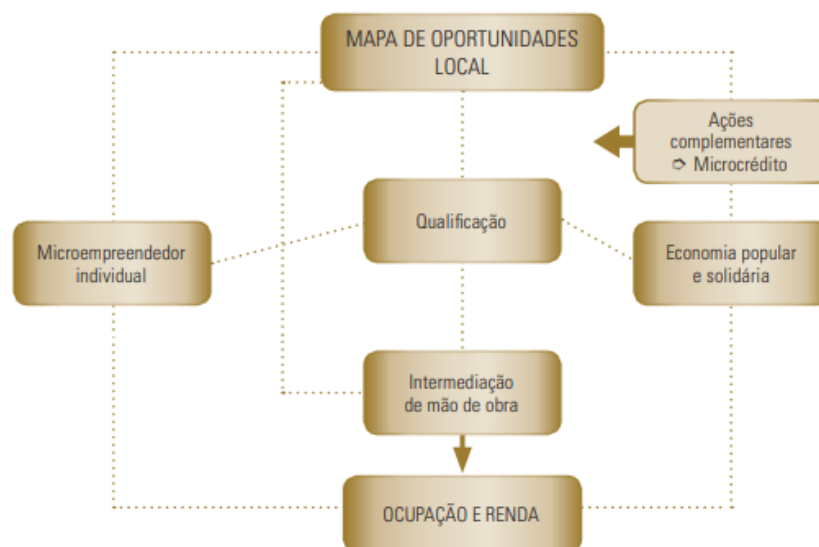 MAPA DE OPORTUNIDADES
LOCAL
Ações
complementares
➩ Microcrédito
Qualificação
Microempreendedor
individual
Economia popular
e solidária
Intermediação
de mão de obra
OCUPAÇÃO E RENDA